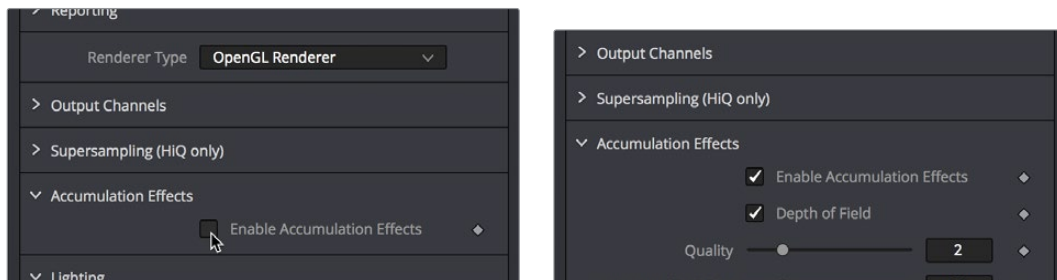 Reporting
Renderer Type OpenGL Renderer
Output Channels
Supersampling (HiQ only)
Accumulation Effects
Enable Accumulation Effects
Lighting
Output Channels
Supersampling (HiQ only)
Accumulation Effects
Enable Accumulation Effects
Depth of Field
Quality 2